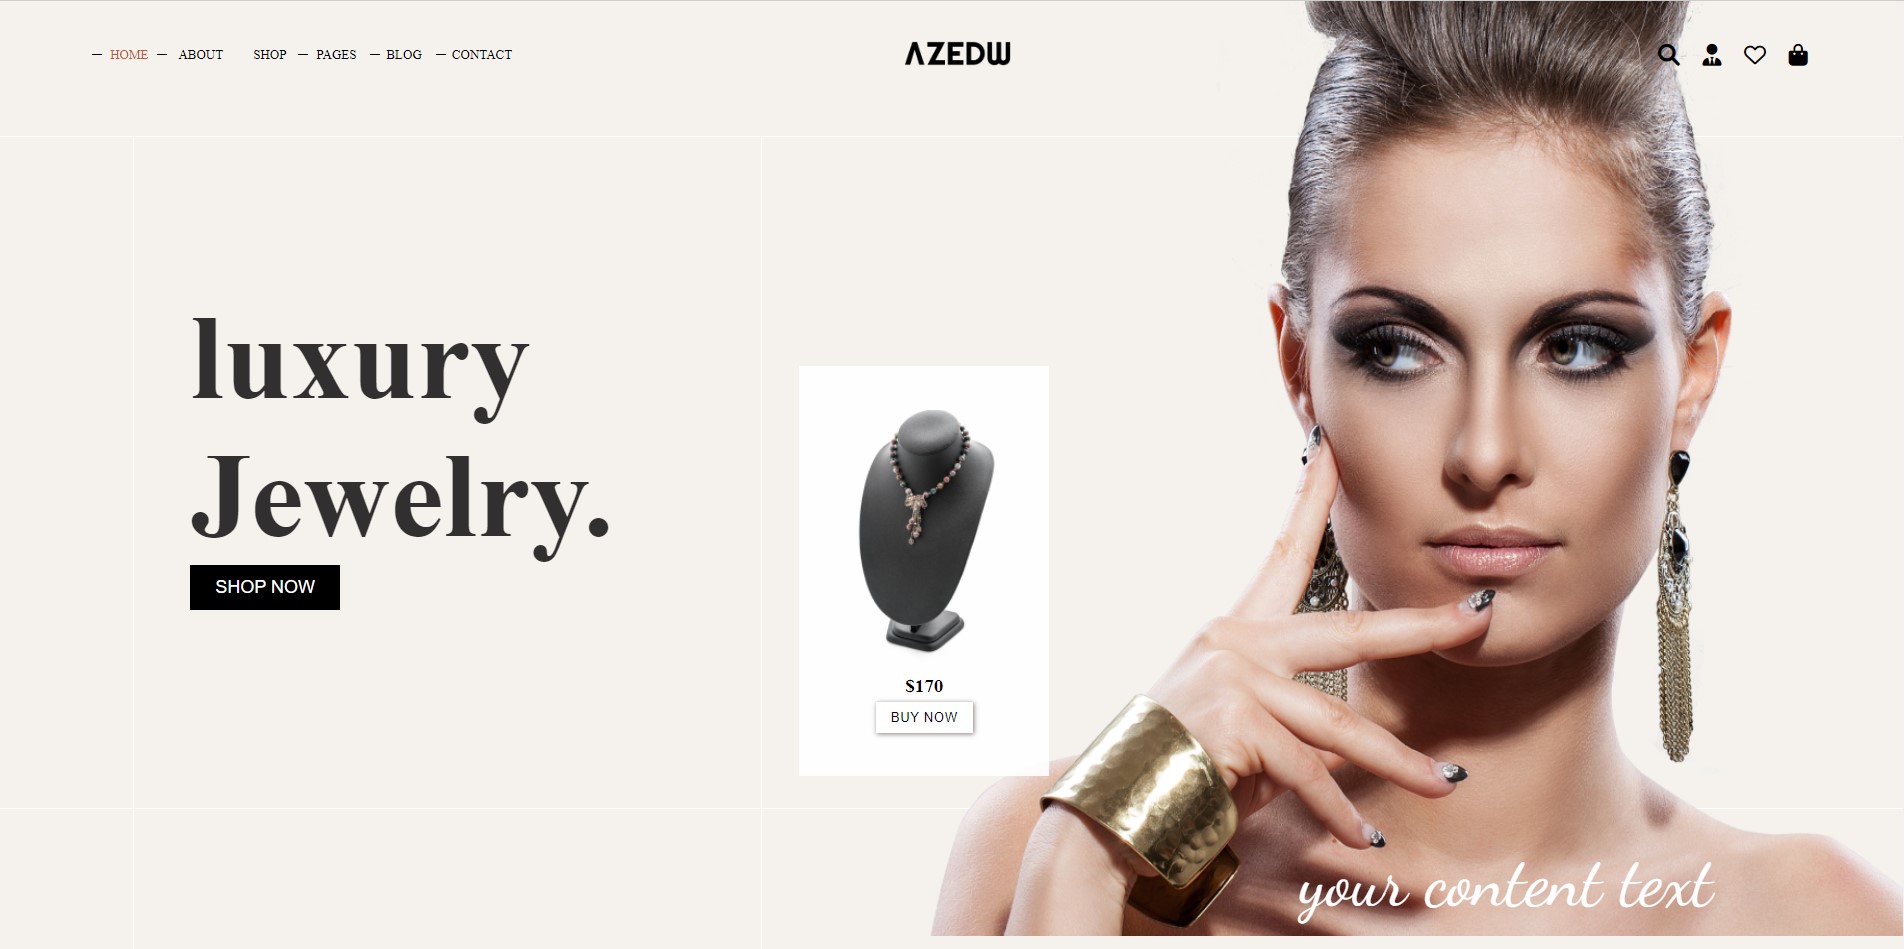 HOME ABOUT SHOP PAGES BLOG CONTACT
AZEDW
luxury
Jewelry.
SHOP NOW
$170
BUY NOW
your content text